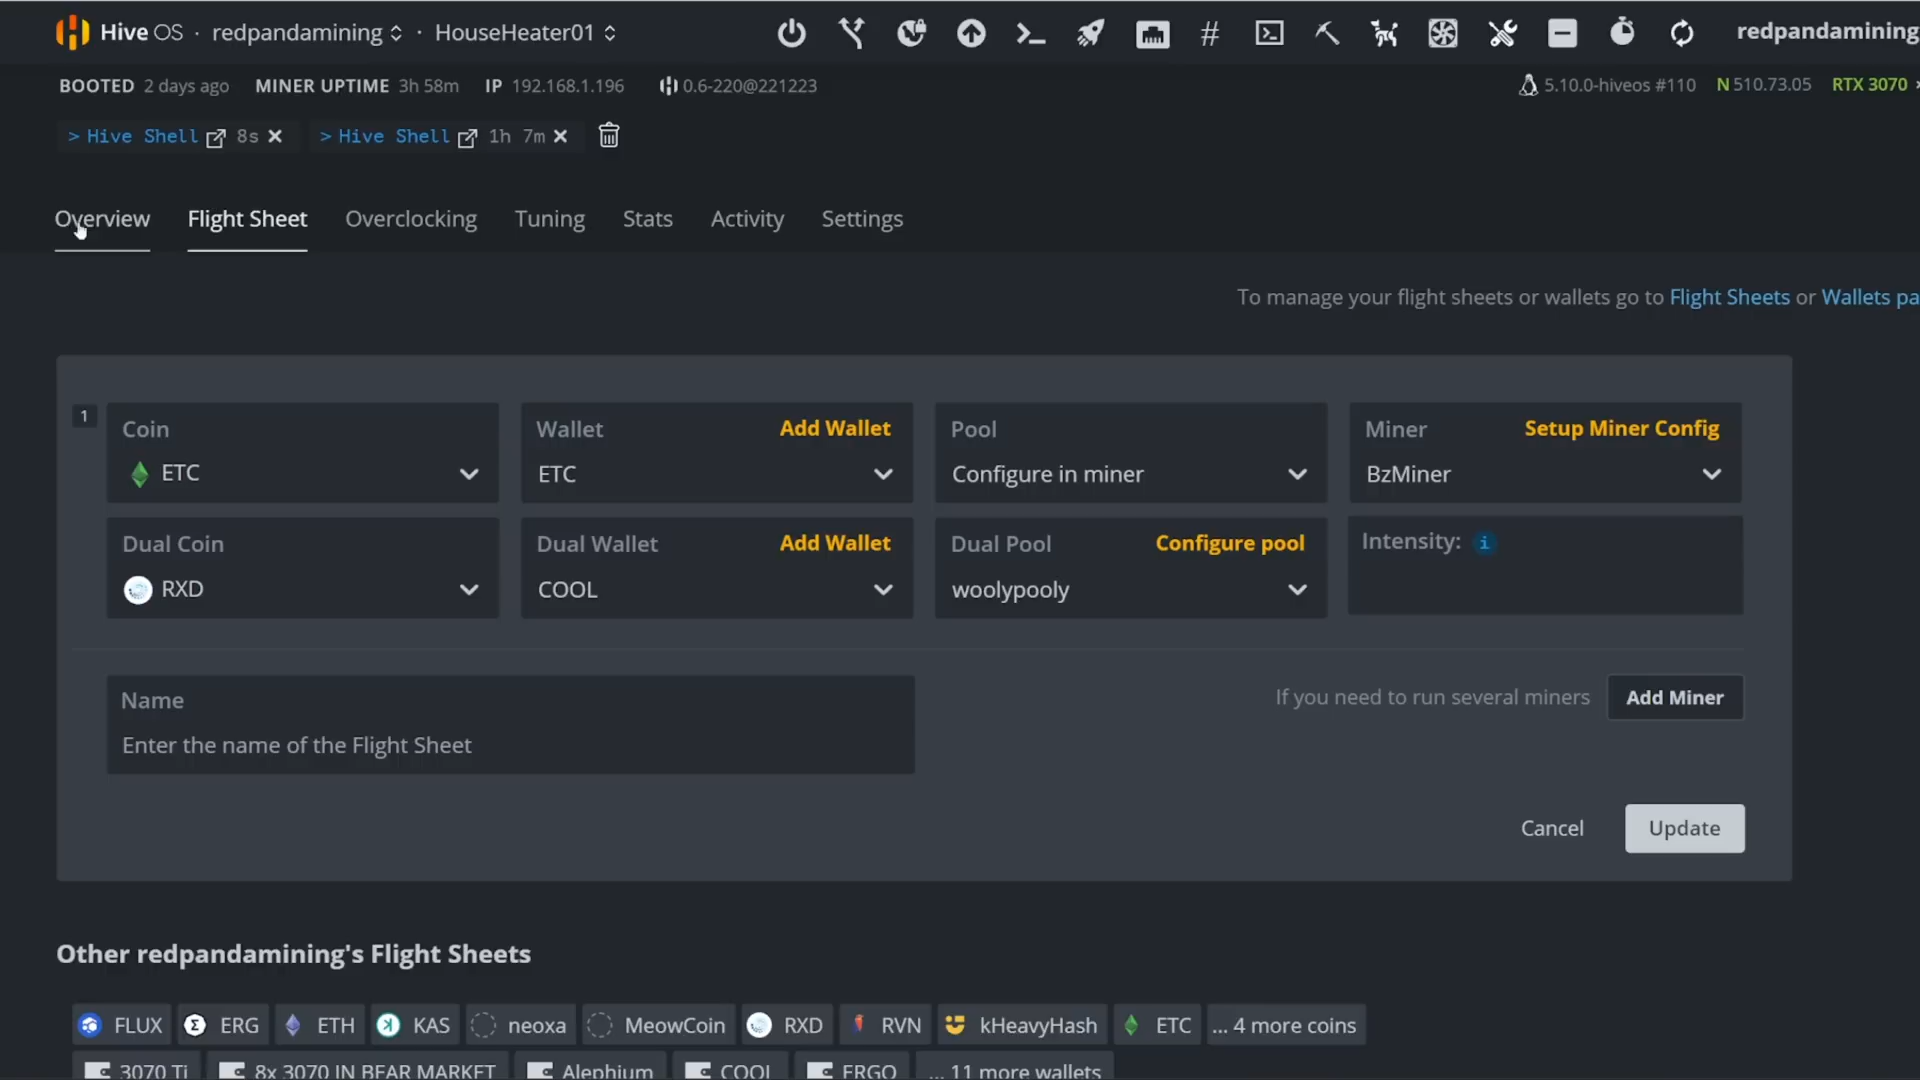 Hive OS · redpandamining · HouseHeater01 # redpandamining
BOOTED 2 days ago MINER UPTIME 3h 58m IP 192.168.1.196 0.6-220@221223 5.10.0-hiveos #110 N 510.73.05 RTX 3070
> Hive Shell 8s × > Hive Shell 1h 7m ×
Overview Flight Sheet Overclocking Tuning Stats Activity Settings
To manage your flight sheets or wallets go to Flight Sheets or Wallets pa
1 Coin Wallet Add Wallet Pool Miner Setup Miner Config
ETC ETC Configure in miner BzMiner
Dual Coin Dual Wallet Add Wallet Dual Pool Configure pool Intensity: i
RXD COOL woolypooly
Name
If you need to run several miners Add Miner
Enter the name of the Flight Sheet
Cancel Update
Other redpandamining's Flight Sheets
FLUX ERG ETH KAS neoxa MeowCoin RXD RVN kHeavyHash ETC ... 4 more coins
3070 Ti 8x 3070 IN BEAR MARKET Alephium COOL ERGO ... 11 more wallets